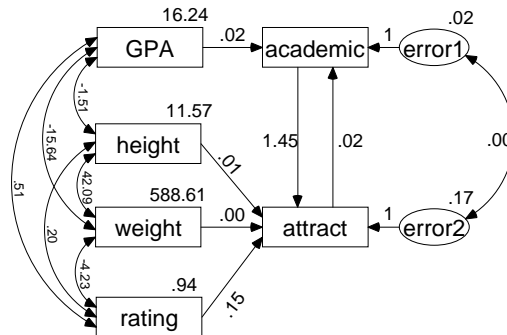 16.24
.02
GPA
.02
academic
1
error1
-1.51
11.57
height
1.45
.02
.00
-15.64
.01
.51
42.09
588.61
.17
weight
.00
attract
1
error2
.20
-4.23
.94
rating
.15